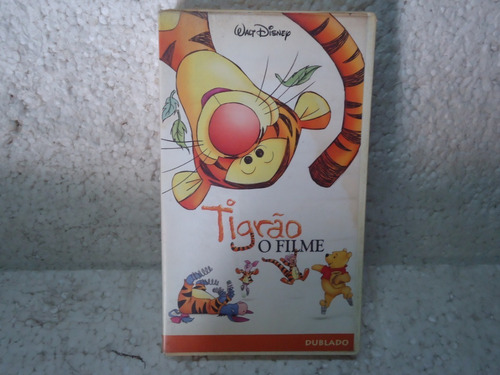 Walt Disney
Tigrão
O FILME
DUBLADO